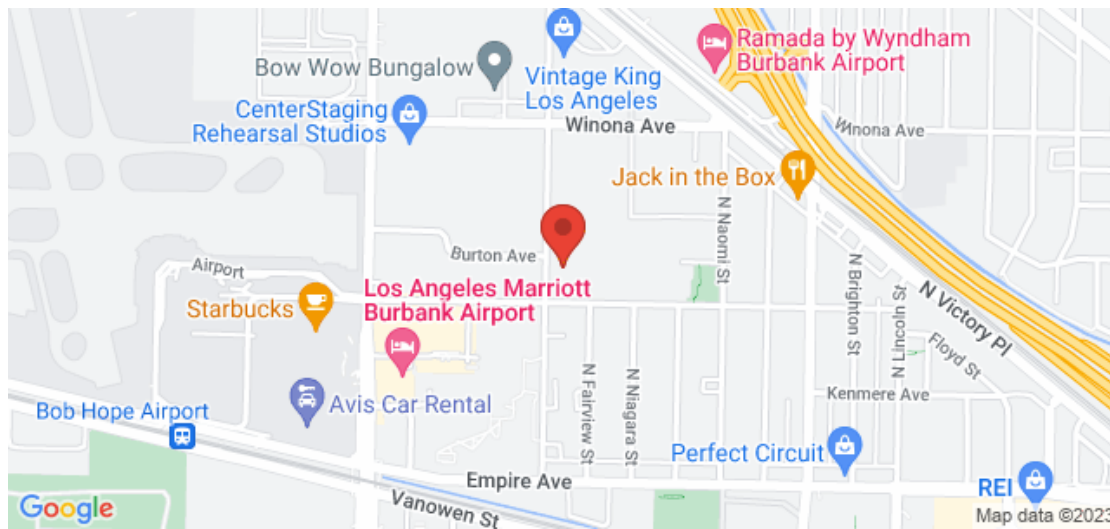 Ramada by Wyndham
Burbank Airport
Bow Wow Bungalow
Vintage King
Los Angeles
CenterStaging
Rehearsal Studios
Winona Ave
Winona Ave
Jack in the Box
N Naomi St
Burton Ave
Airport
Los Angeles Marriott
Burbank Airport
Starbucks
N Brighton St
N Lincoln St
N Victory Pl
Floyd St
N Fairview St
N Niagara St
Kenmere Ave
Avis Car Rental
Bob Hope Airport
Perfect Circuit
Empire Ave
REI
Vanowen St
Google
Map data ©2023